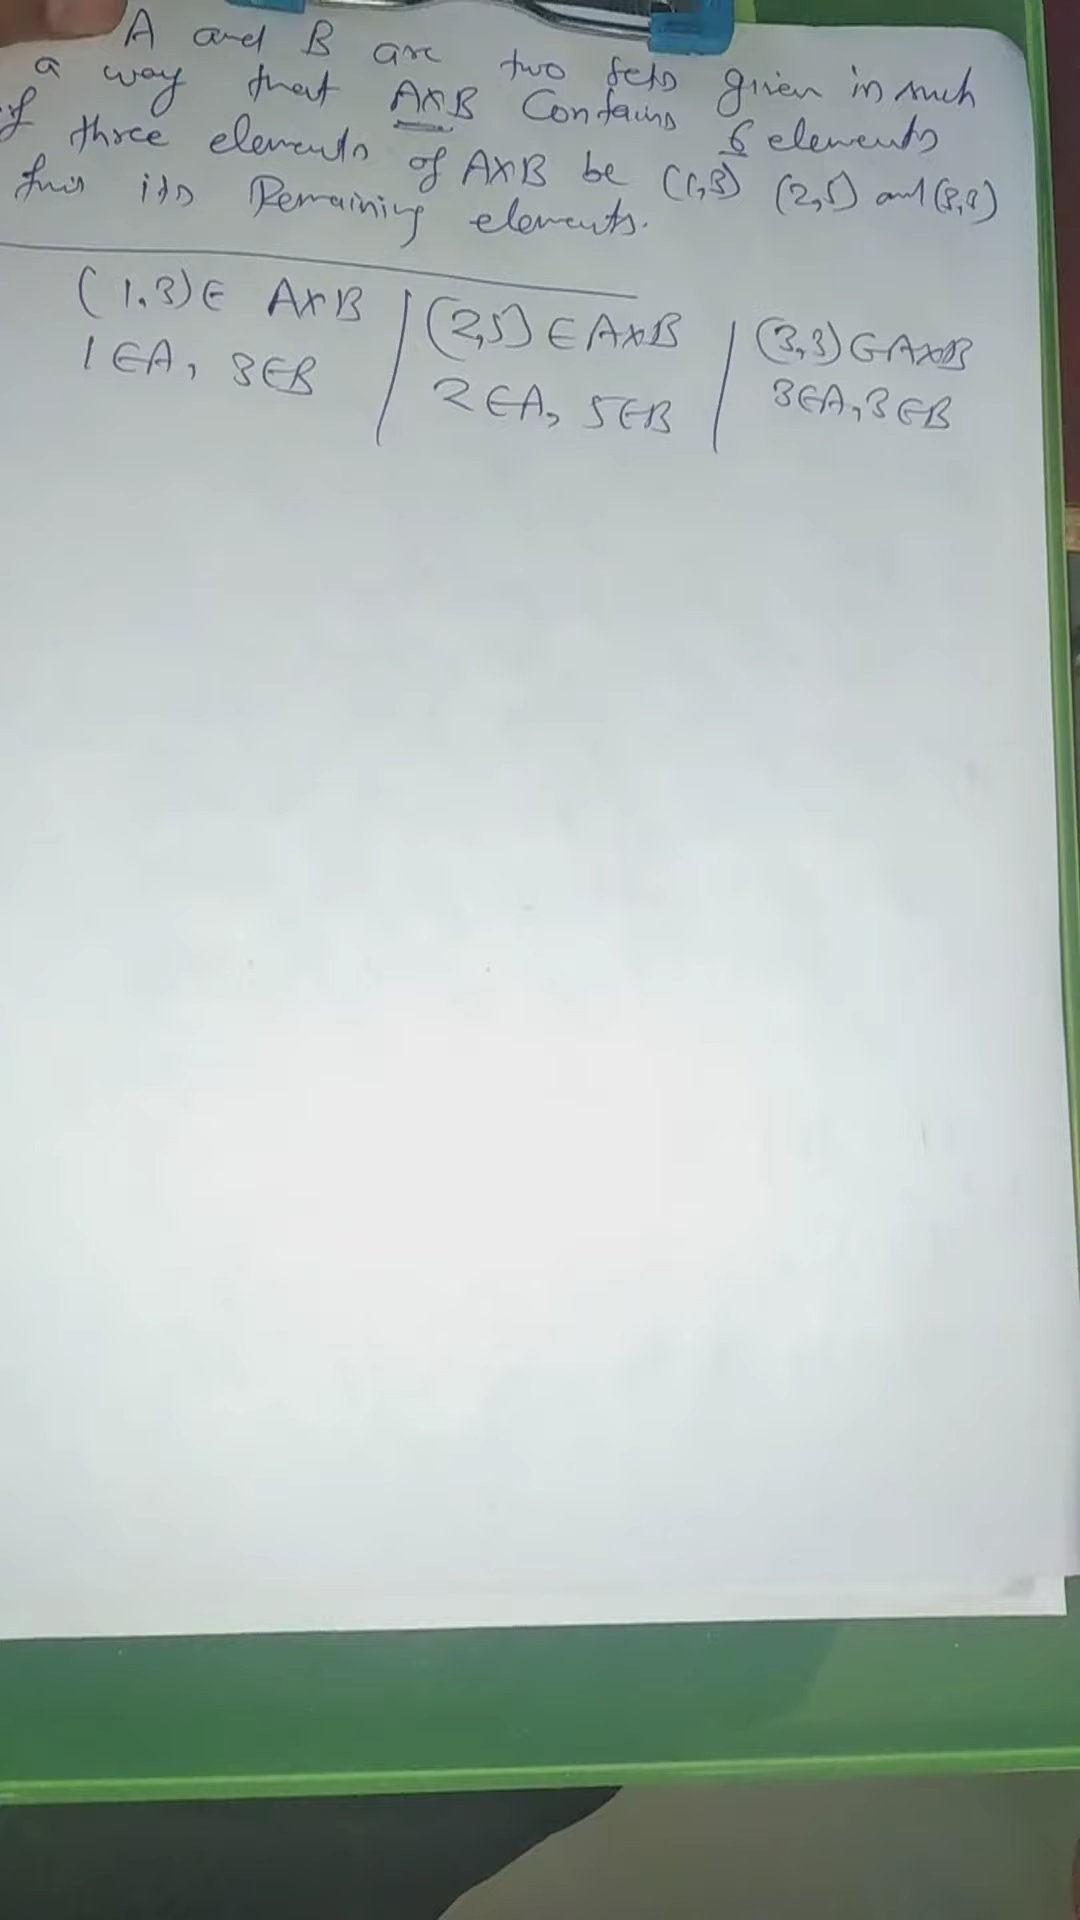 A and B are two sets given in such
a way that A×B Contains 6 elements
if three elements of A×B be (1,3) (2,5) and (3,3)
its Remaining elements.
(1,3)∈ A×B | (2,5)∈A×B | (3,3)∈A×B
1∈A, 3∈B | 2∈A, 5∈B | 3∈A, 3∈B